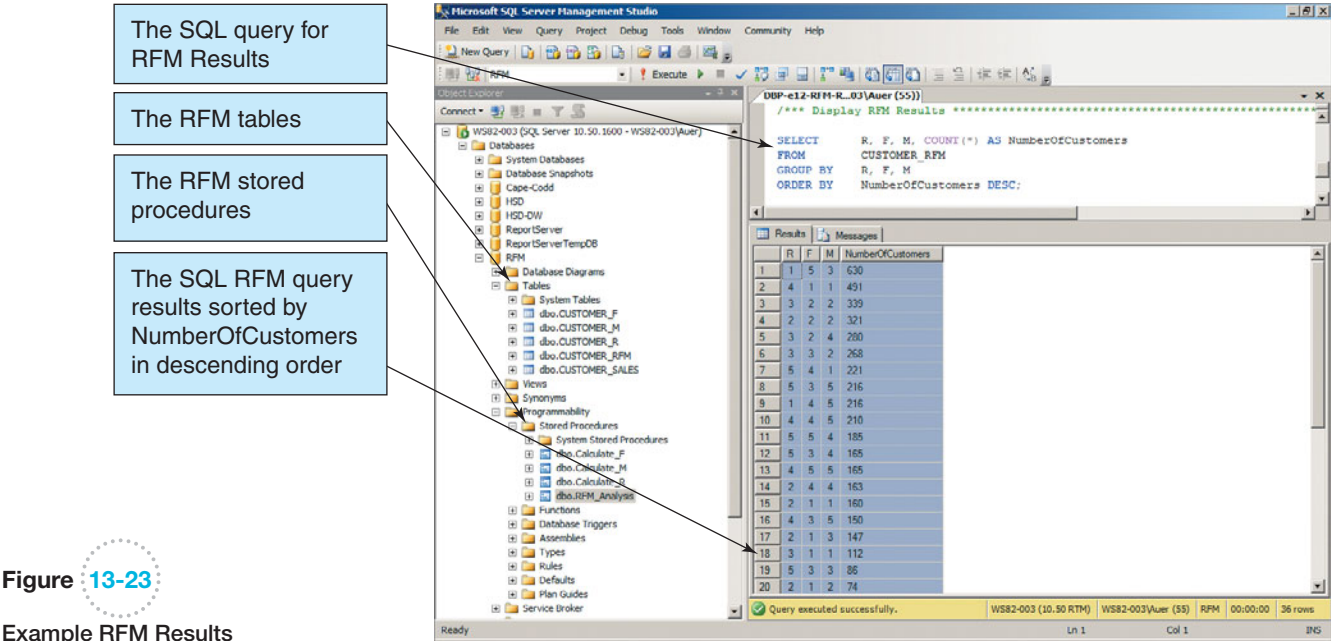 The SQL query for
RFM Results
The RFM tables
The RFM stored
procedures
The SQL RFM query
results sorted by
NumberOfCustomers
in descending order
Figure 13-23
Example RFM Results
Microsoft SQL Server Management Studio
File Edit View Query Project Debug Tools Window Community Help
New Query
RFM Execute
Object Explorer
Connect
WS82-003 (SQL Server 10.50.1600 - WS82-003\Auer)
Databases
System Databases
Database Snapshots
Cape-Codd
HSD
HSD-DW
ReportServer
ReportServerTempDB
RFM
Database Diagrams
Tables
System Tables
dbo.CUSTOMER_F
dbo.CUSTOMER_M
dbo.CUSTOMER_R
dbo.CUSTOMER_RFM
dbo.CUSTOMER_SALES
Views
Synonyms
Programmability
Stored Procedures
System Stored Procedures
dbo.Calculate_F
dbo.Calculate_M
dbo.Calculate_R
dbo.RFM_Analysis
Functions
Database Triggers
Assemblies
Types
Rules
Defaults
Plan Guides
Service Broker
DBP-e12-RFM-R...03\Auer (55))
/*** Display RFM Results ****************************************************
SELECT R, F, M, COUNT(*) AS NumberOfCustomers
FROM CUSTOMER_RFM
GROUP BY R, F, M
ORDER BY NumberOfCustomers DESC;
Results Messages
R F M NumberOfCustomers
1 1 5 3 630
2 4 1 1 491
3 3 2 2 339
4 2 2 2 321
5 3 2 4 280
6 3 3 2 268
7 5 4 1 221
8 5 3 5 216
9 1 4 5 216
10 4 4 5 210
11 5 5 4 185
12 5 3 4 165
13 4 5 5 165
14 2 4 4 163
15 2 1 1 160
16 4 3 5 150
17 2 1 3 147
18 3 1 1 112
19 5 3 3 86
20 2 1 2 74
Query executed successfully. WS82-003 (10.50 RTM) WS82-003\Auer (55) RFM 00:00:00 36 rows
Ready Ln 1 Col 1 INS